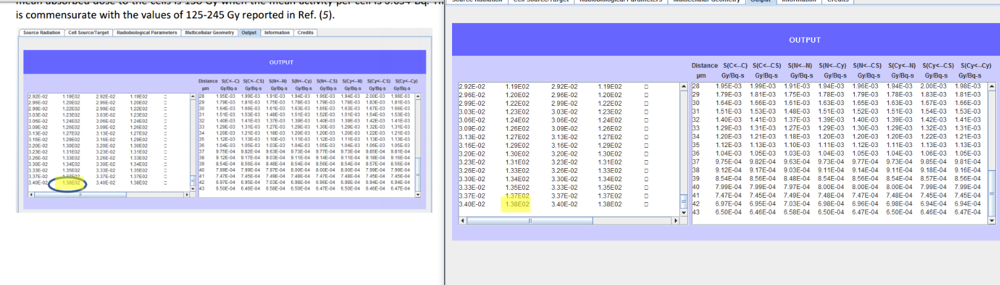 mean absorbed dose to the cells is 138 Gy when the mean activity per cell is 0.034 Bq.
is commensurate with the values of 125-245 Gy reported in Ref. (5).
Source Radiation Cell Source/Target Radiobiological Parameters Multicellular Geometry Output Information Credits
OUTPUT
Distance S(C<--C) S(C<--CS) S(N<--N) S(N<--Cy) S(N<--CS) S(Cy<--N) S(Cy<--CS) S(Cy<--Cy)
µm Gy/Bq-s Gy/Bq-s Gy/Bq-s Gy/Bq-s Gy/Bq-s Gy/Bq-s Gy/Bq-s Gy/Bq-s
2.92E-02 1.19E02 2.92E-02 1.19E02 28 1.95E-03 1.99E-03 1.91E-03 1.94E-03 1.96E-03 1.94E-03 2.00E-03 1.98E-03
2.96E-02 1.20E02 2.96E-02 1.20E02 29 1.79E-03 1.81E-03 1.75E-03 1.78E-03 1.79E-03 1.78E-03 1.83E-03 1.81E-03
2.99E-02 1.22E02 2.99E-02 1.22E02 30 1.64E-03 1.66E-03 1.61E-03 1.63E-03 1.65E-03 1.63E-03 1.67E-03 1.66E-03
3.03E-02 1.23E02 3.03E-02 1.23E02 31 1.51E-03 1.53E-03 1.48E-03 1.51E-03 1.52E-03 1.51E-03 1.54E-03 1.53E-03
3.06E-02 1.24E02 3.06E-02 1.24E02 32 1.40E-03 1.41E-03 1.37E-03 1.39E-03 1.40E-03 1.39E-03 1.42E-03 1.41E-03
3.09E-02 1.26E02 3.09E-02 1.26E02 33 1.29E-03 1.31E-03 1.27E-03 1.29E-03 1.30E-03 1.29E-03 1.32E-03 1.31E-03
3.13E-02 1.27E02 3.13E-02 1.27E02 34 1.20E-03 1.21E-03 1.18E-03 1.20E-03 1.20E-03 1.20E-03 1.22E-03 1.21E-03
3.16E-02 1.29E02 3.16E-02 1.29E02 35 1.12E-03 1.13E-03 1.10E-03 1.11E-03 1.12E-03 1.11E-03 1.13E-03 1.13E-03
3.20E-02 1.30E02 3.20E-02 1.30E02 36 1.04E-03 1.05E-03 1.03E-03 1.04E-03 1.05E-03 1.04E-03 1.06E-03 1.05E-03
3.23E-02 1.31E02 3.23E-02 1.31E02 37 9.75E-04 9.82E-04 9.63E-04 9.73E-04 9.77E-04 9.73E-04 9.85E-04 9.81E-04
3.26E-02 1.33E02 3.26E-02 1.33E02 38 9.12E-04 9.17E-04 9.03E-04 9.11E-04 9.14E-04 9.11E-04 9.18E-04 9.16E-04
3.30E-02 1.34E02 3.30E-02 1.34E02 39 8.54E-04 8.56E-04 8.48E-04 8.54E-04 8.56E-04 8.54E-04 8.57E-04 8.56E-04
3.33E-02 1.35E02 3.33E-02 1.35E02 40 7.99E-04 7.99E-04 7.97E-04 8.00E-04 8.00E-04 8.00E-04 7.99E-04 7.99E-04
3.37E-02 1.37E02 3.37E-02 1.37E02 41 7.47E-04 7.45E-04 7.49E-04 7.48E-04 7.47E-04 7.48E-04 7.45E-04 7.45E-04
3.40E-02 1.38E02 3.40E-02 1.38E02 42 6.97E-04 6.95E-04 7.03E-04 6.98E-04 6.96E-04 6.98E-04 6.94E-04 6.94E-04
43 6.50E-04 6.46E-04 6.58E-04 6.50E-04 6.47E-04 6.50E-04 6.46E-04 6.47E-04
Source Radiation Cell Source/Target Radiobiological Parameters Multicellular Geometry Output Information Credits
OUTPUT
Distance S(C<--C) S(C<--CS) S(N<--N) S(N<--Cy) S(N<--CS) S(Cy<--N) S(Cy<--CS) S(Cy<--Cy)
µm Gy/Bq-s Gy/Bq-s Gy/Bq-s Gy/Bq-s Gy/Bq-s Gy/Bq-s Gy/Bq-s Gy/Bq-s
2.92E-02 1.19E02 2.92E-02 1.19E02 28 1.95E-03 1.99E-03 1.91E-03 1.94E-03 1.96E-03 1.94E-03 2.00E-03 1.98E-03
2.96E-02 1.20E02 2.96E-02 1.20E02 29 1.79E-03 1.81E-03 1.75E-03 1.78E-03 1.79E-03 1.78E-03 1.83E-03 1.81E-03
2.99E-02 1.22E02 2.99E-02 1.22E02 30 1.64E-03 1.66E-03 1.61E-03 1.63E-03 1.65E-03 1.63E-03 1.67E-03 1.66E-03
3.03E-02 1.23E02 3.03E-02 1.23E02 31 1.51E-03 1.53E-03 1.48E-03 1.51E-03 1.52E-03 1.51E-03 1.54E-03 1.53E-03
3.06E-02 1.24E02 3.06E-02 1.24E02 32 1.40E-03 1.41E-03 1.37E-03 1.39E-03 1.40E-03 1.39E-03 1.42E-03 1.41E-03
3.09E-02 1.26E02 3.09E-02 1.26E02 33 1.29E-03 1.31E-03 1.27E-03 1.29E-03 1.30E-03 1.29E-03 1.32E-03 1.31E-03
3.13E-02 1.27E02 3.13E-02 1.27E02 34 1.20E-03 1.21E-03 1.18E-03 1.20E-03 1.20E-03 1.20E-03 1.22E-03 1.21E-03
3.16E-02 1.29E02 3.16E-02 1.29E02 35 1.12E-03 1.13E-03 1.10E-03 1.11E-03 1.12E-03 1.11E-03 1.13E-03 1.13E-03
3.20E-02 1.30E02 3.20E-02 1.30E02 36 1.04E-03 1.05E-03 1.03E-03 1.04E-03 1.05E-03 1.04E-03 1.06E-03 1.05E-03
3.23E-02 1.31E02 3.23E-02 1.31E02 37 9.75E-04 9.82E-04 9.63E-04 9.73E-04 9.77E-04 9.73E-04 9.85E-04 9.81E-04
3.26E-02 1.33E02 3.26E-02 1.33E02 38 9.12E-04 9.17E-04 9.03E-04 9.11E-04 9.14E-04 9.11E-04 9.18E-04 9.16E-04
3.30E-02 1.34E02 3.30E-02 1.34E02 39 8.54E-04 8.56E-04 8.48E-04 8.54E-04 8.56E-04 8.54E-04 8.57E-04 8.56E-04
3.33E-02 1.35E02 3.33E-02 1.35E02 40 7.99E-04 7.99E-04 7.97E-04 8.00E-04 8.00E-04 8.00E-04 7.99E-04 7.99E-04
3.37E-02 1.37E02 3.37E-02 1.37E02 41 7.47E-04 7.45E-04 7.49E-04 7.48E-04 7.47E-04 7.48E-04 7.45E-04 7.45E-04
3.40E-02 1.38E02 3.40E-02 1.38E02 42 6.97E-04 6.95E-04 7.03E-04 6.98E-04 6.96E-04 6.98E-04 6.94E-04 6.94E-04
43 6.50E-04 6.46E-04 6.58E-04 6.50E-04 6.47E-04 6.50E-04 6.46E-04 6.47E-04